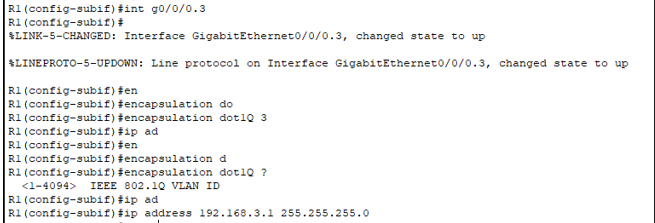 R1(config-subif)#int g0/0/0.3
R1(config-subif)#
%LINK-5-CHANGED: Interface GigabitEthernet0/0/0.3, changed state to up
%LINEPROTO-5-UPDOWN: Line protocol on Interface GigabitEthernet0/0/0.3, changed state to up
R1(config-subif)#en
R1(config-subif)#encapsulation do
R1(config-subif)#encapsulation dot1Q 3
R1(config-subif)#ip ad
R1(config-subif)#en
R1(config-subif)#encapsulation d
R1(config-subif)#encapsulation dot1Q ?
<1-4094> IEEE 802.1Q VLAN ID
R1(config-subif)#ip ad
R1(config-subif)#ip address 192.168.3.1 255.255.255.0